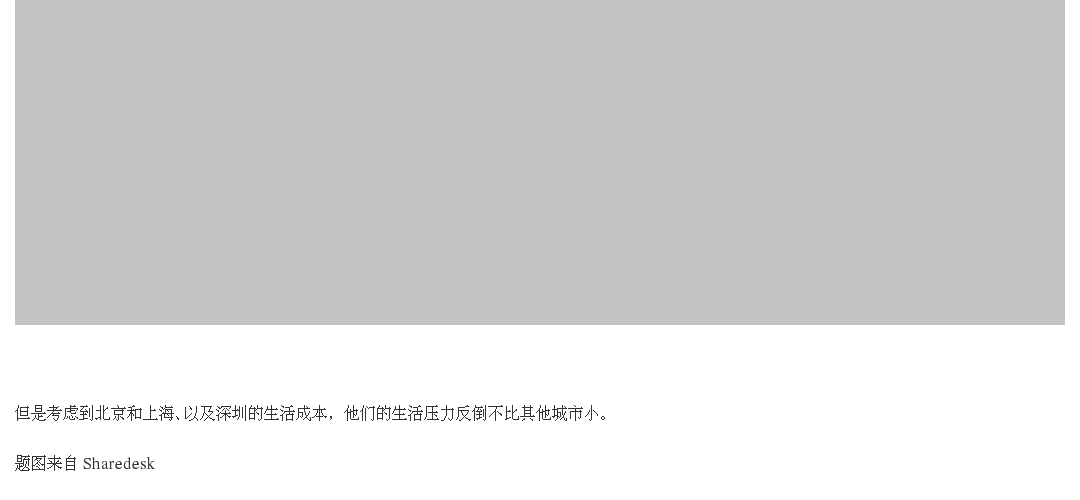 但是考虑到北京和上海、以及深圳的生活成本，他们的生活压力反倒不比其他城市小。
题图来自 Sharedesk